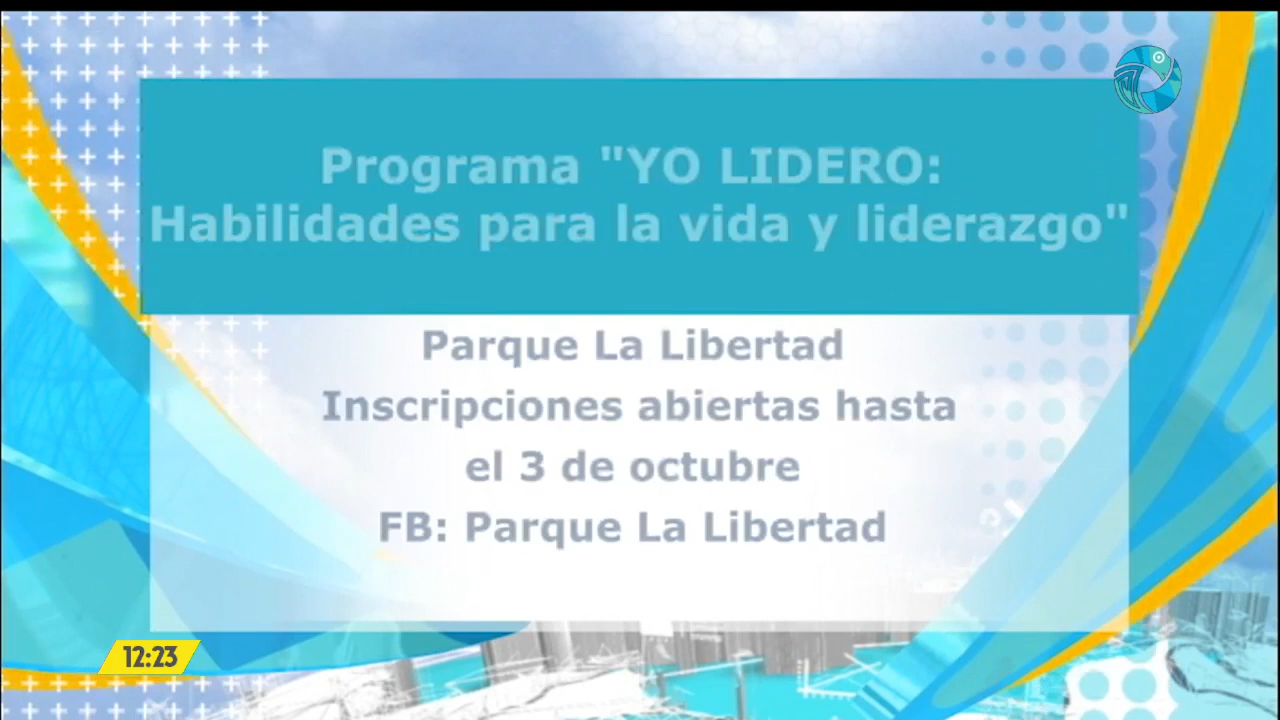 Programa "YO LIDERO:
Habilidades para la vida y liderazgo"
Parque La Libertad
Inscripciones abiertas hasta
el 3 de octubre
FB: Parque La Libertad
12:23